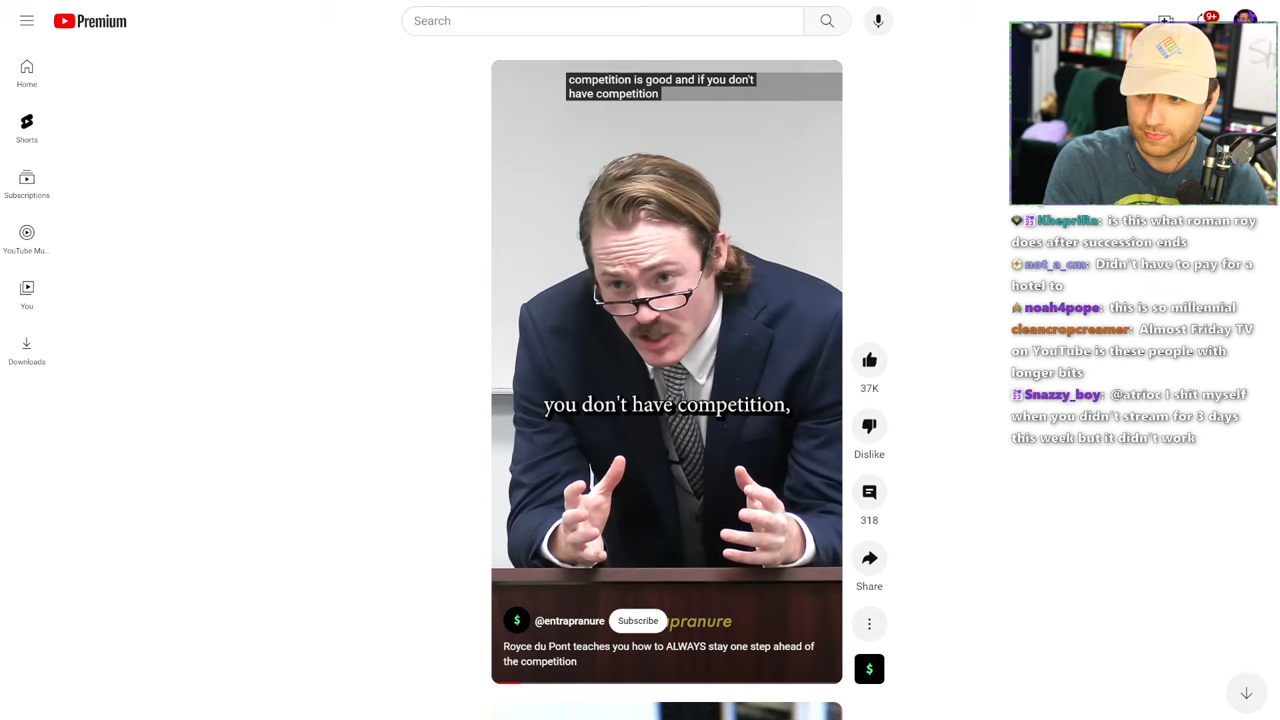 Premium
Search
9+
Home
Shorts
Subscriptions
YouTube Mu...
You
Downloads
competition is good and if you don't
have competition
you don't have competition,
37K
Dislike
318
Share
$ @entrapranure Subscribe
apranure
Royce du Pont teaches you how to ALWAYS stay one step ahead of
the competition
$
KhepriRa: is this what roman roy
does after succession ends
not_a_cm: Didn't have to pay for a
hotel to
noah4pope: this is so millennial
cleancropcreamer: Almost Friday TV
on YouTube is these people with
longer bits
Snazzy_boy: @atrioc I shit myself
when you didn't stream for 3 days
this week but it didn't work